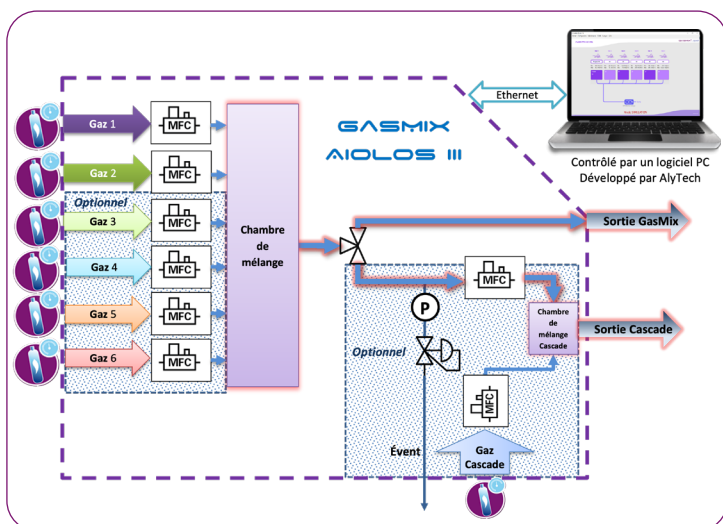 GASMIX
AIOLOS III
Ethernet
Contrôlé par un logiciel PC
Développé par AlyTech
Gaz 1
MFC
Gaz 2
MFC
Optionnel
Gaz 3
MFC
Gaz 4
MFC
Gaz 5
MFC
Gaz 6
MFC
Chambre
de
mélange
Sortie GasMix
MFC
P
Chambre
de
mélange
Cascade
Sortie Cascade
Optionnel
MFC
Évent
Gaz
Cascade